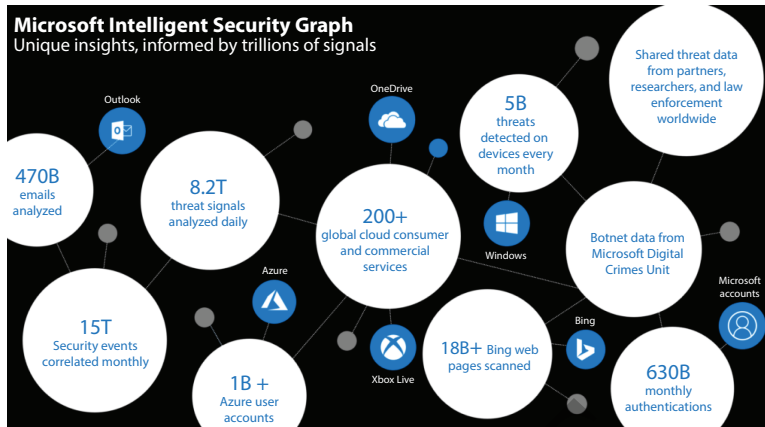 Microsoft Intelligent Security Graph
Unique insights, informed by trillions of signals
Outlook
470B
emails
analyzed
8.2T
threat signals
analyzed daily
OneDrive
200+
global cloud consumer
and commercial
services
5B
threats
detected on
devices every
month
Windows
Shared threat data
from partners,
researchers, and law
enforcement
worldwide
Botnet data from
Microsoft Digital
Crimes Unit
15T
Security events
correlated monthly
Azure
1B +
Azure user
accounts
Xbox Live
18B+ Bing web
pages scanned
Bing
Microsoft
accounts
630B
monthly
authentications